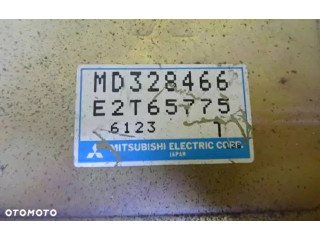 MD328466
E2T65775
6123 T
MITSUBISHI ELECTRIC CORP.
JAPAN
OTOMOTO